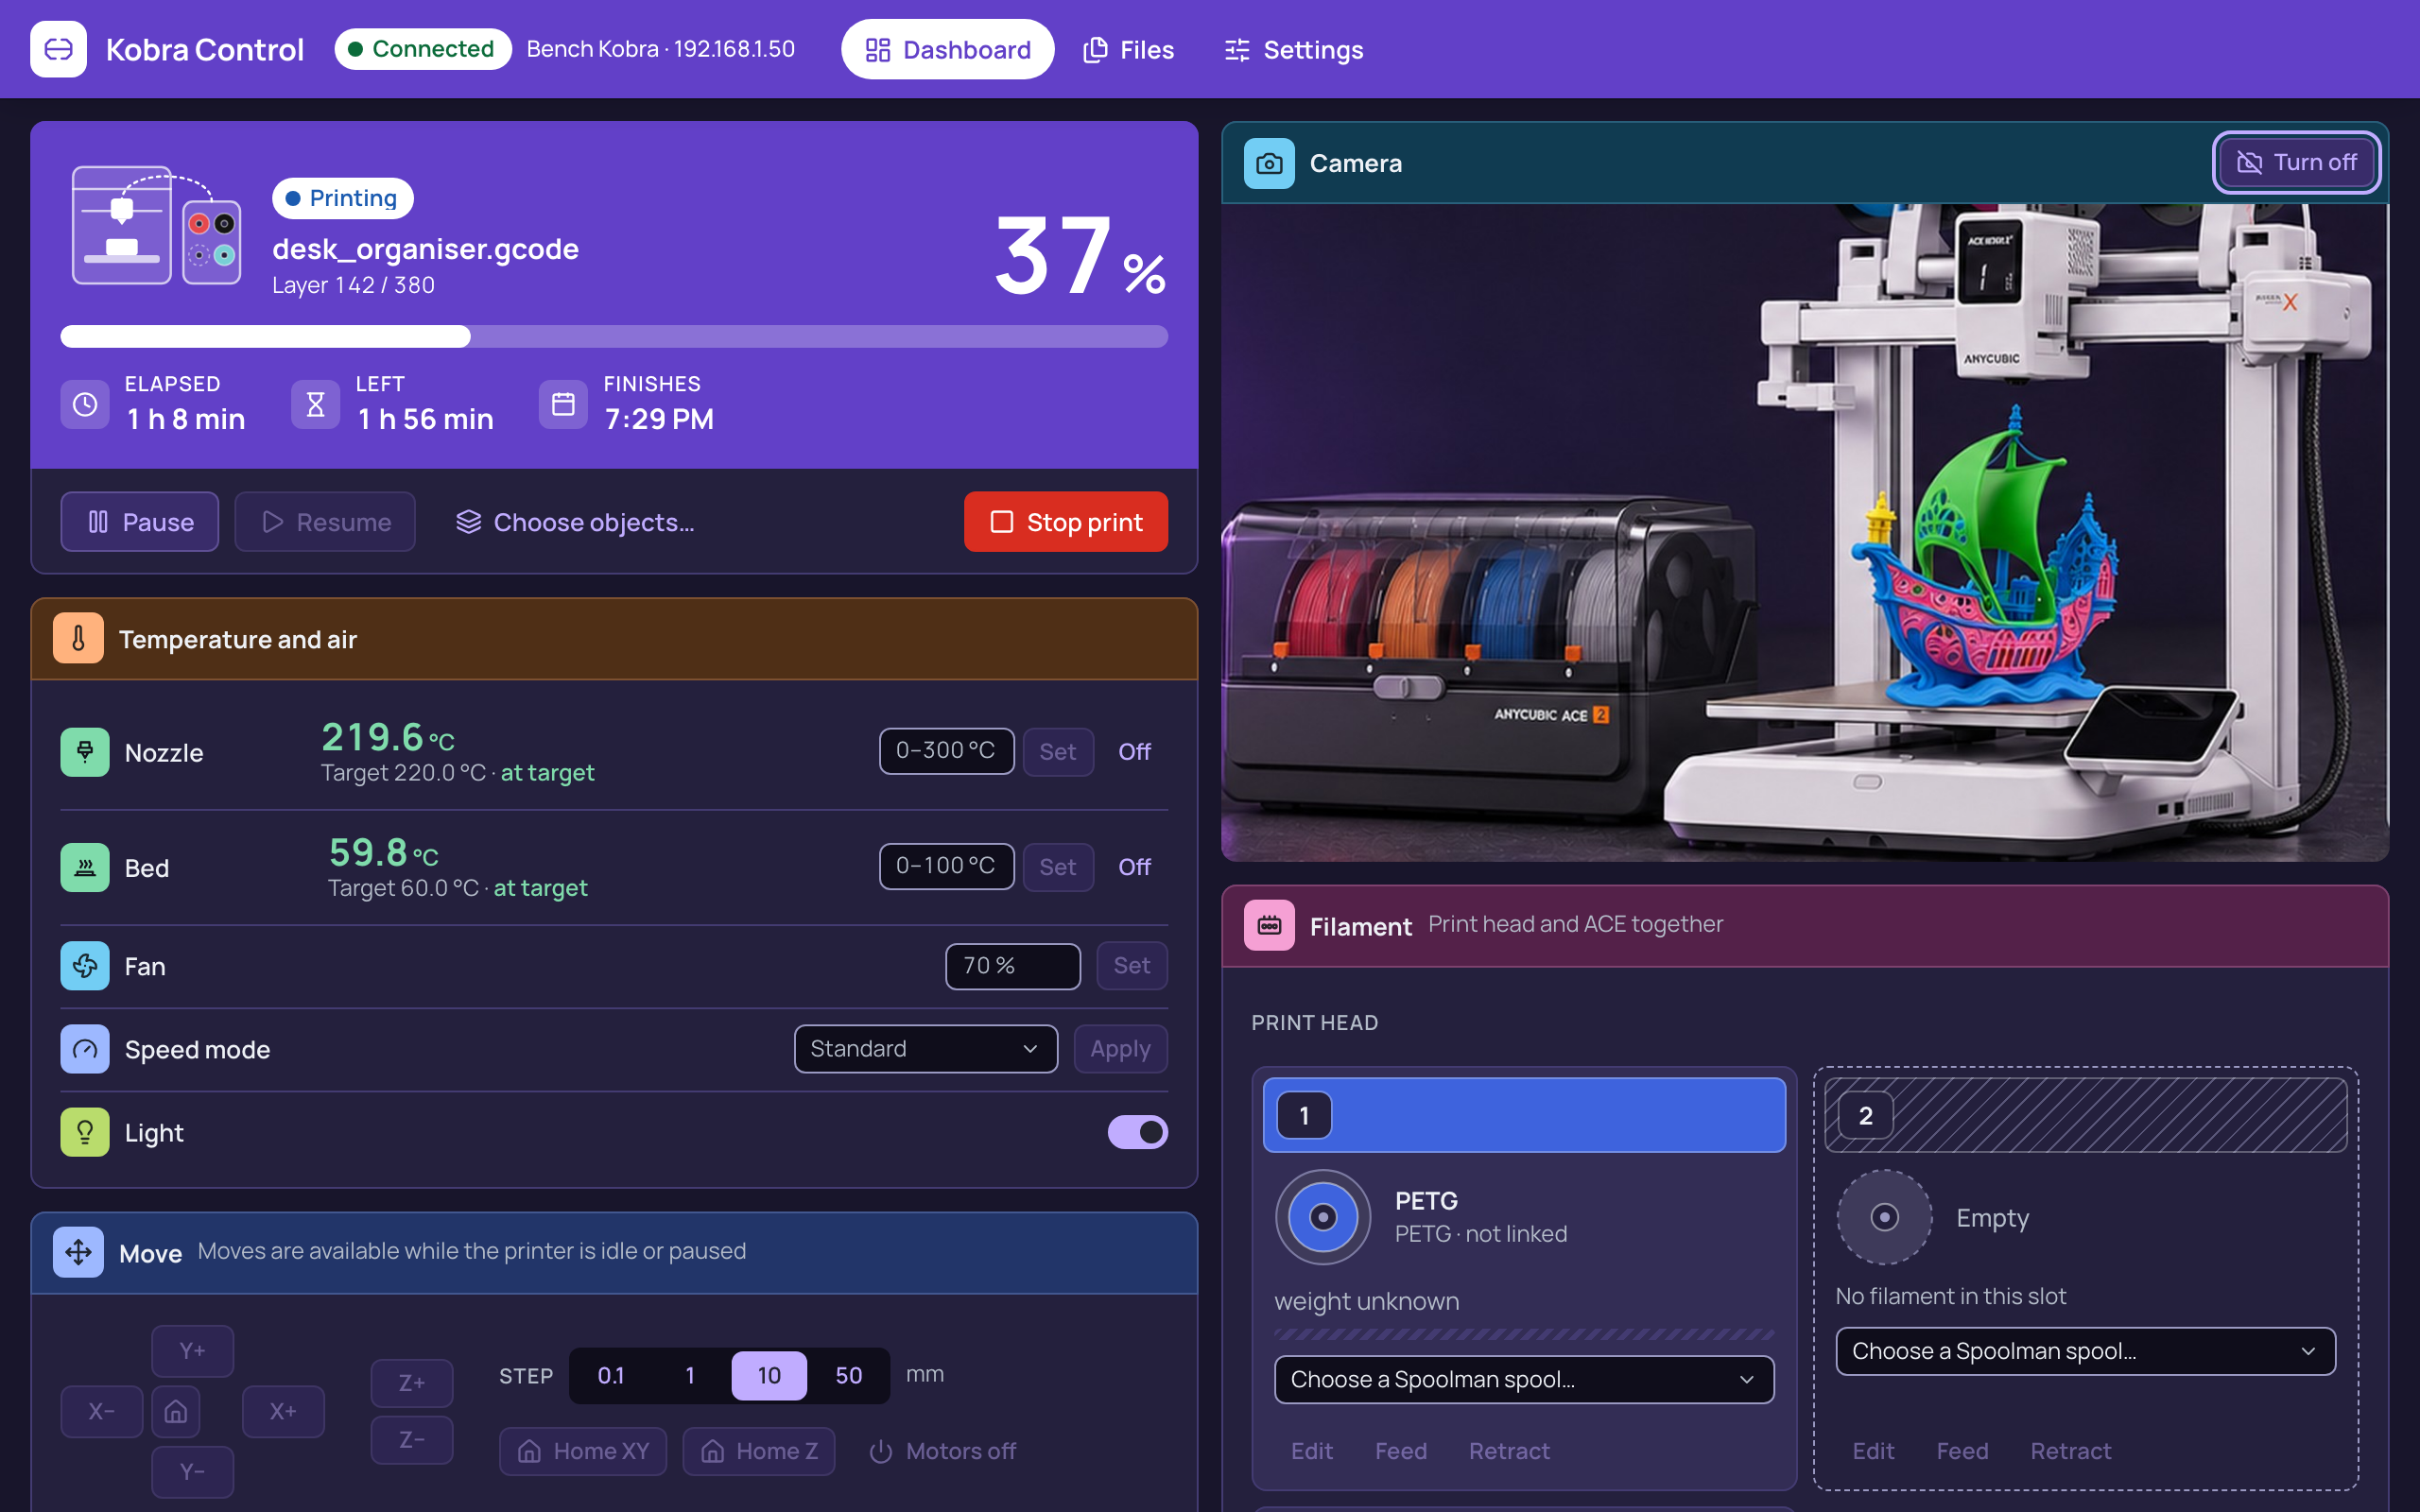 Kobra Control
Connected
Bench Kobra · 192.168.1.50
Dashboard
Files
Settings
Printing
desk_organiser.gcode
Layer 142 / 380
37 %
ELAPSED
1 h 8 min
LEFT
1 h 56 min
FINISHES
7:29 PM
Pause
Resume
Choose objects...
Stop print
Temperature and air
Nozzle
219.6 °C
Target 220.0 °C · at target
0–300 °C
Set
Off
Bed
59.8 °C
Target 60.0 °C · at target
0–100 °C
Set
Off
Fan
70 %
Set
Speed mode
Standard
Apply
Light
Move
Moves are available while the printer is idle or paused
Y+
X−
X+
Y−
Z+
Z−
STEP
0.1
1
10
50
mm
Home XY
Home Z
Motors off
Camera
Turn off
ANYCUBIC
X
ANYCUBIC ACE 2
Filament
Print head and ACE together
PRINT HEAD
1
PETG
PETG · not linked
weight unknown
Choose a Spoolman spool...
Edit
Feed
Retract
2
Empty
No filament in this slot
Choose a Spoolman spool...
Edit
Feed
Retract